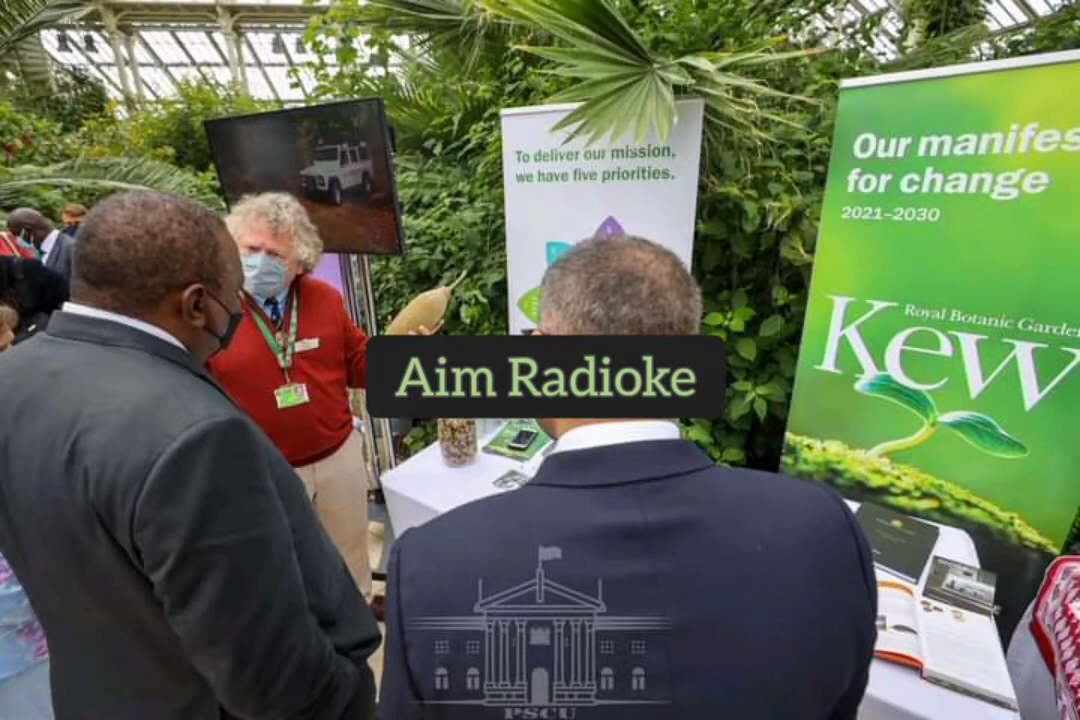 To deliver our mission,
we have five priorities.
Our manifes
for change
2021–2030
Royal Botanic Garde
Kew
Aim Radioke
PSCU